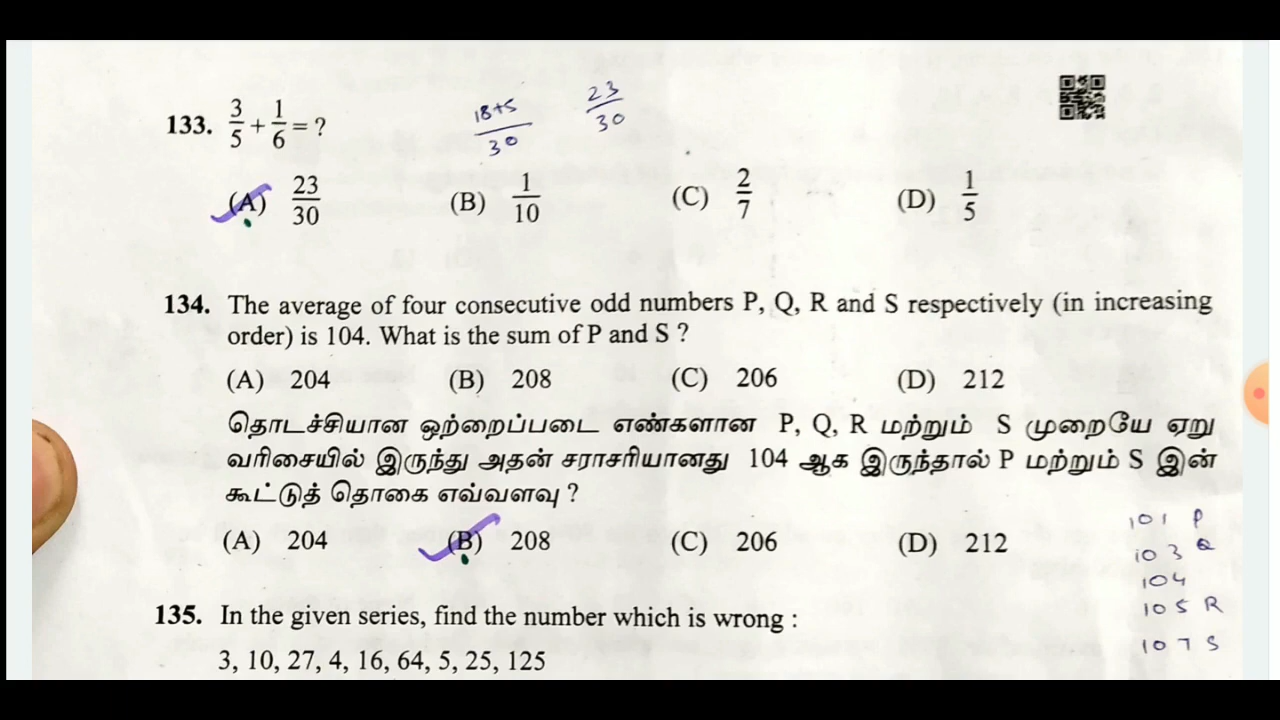 133. 3/5 + 1/6 = ?
18+5/30
23/30
(A) 23/30 (B) 1/10 (C) 2/7 (D) 1/5
134. The average of four consecutive odd numbers P, Q, R and S respectively (in increasing
order) is 104. What is the sum of P and S ?
(A) 204 (B) 208 (C) 206 (D) 212
தொடச்சியான ஒற்றைப்படை எண்களான P, Q, R மற்றும் S முறையே ஏறு
வரிசையில் இருந்து அதன் சராசரியானது 104 ஆக இருந்தால் P மற்றும் S இன்
கூட்டுத் தொகை எவ்வளவு ?
(A) 204 (B) 208 (C) 206 (D) 212
101 P
103 Q
104
105 R
107 S
135. In the given series, find the number which is wrong :
3, 10, 27, 4, 16, 64, 5, 25, 125